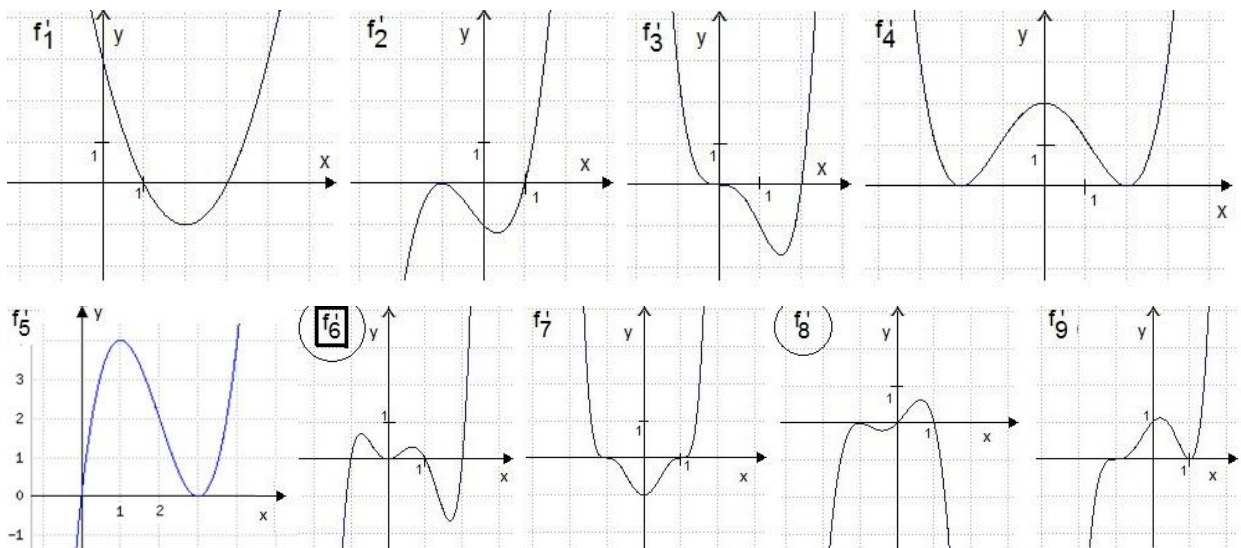 f'1 y 1 1 x
f'2 y 1 1 x
f'3 y 1 1 x
f'4 y 1 1 x
f'5 y 3 2 1 0 -1 1 2 x
f'6 y 1 1 x
f'7 y 1 1 x
f'8 y 1 1 x
f'9 y 1 1 x